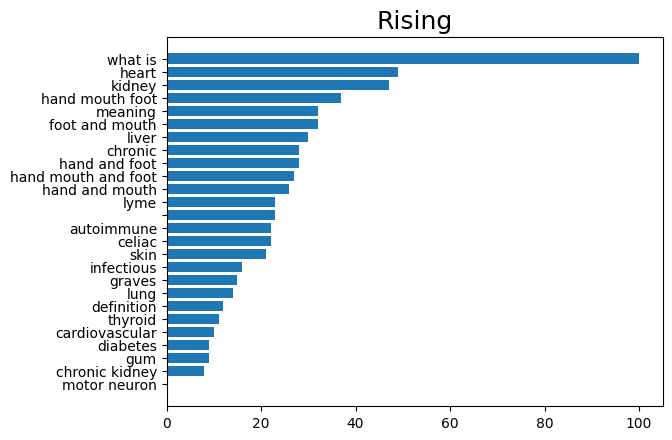 Rising
what is
heart
kidney
hand mouth foot
meaning
foot and mouth
liver
chronic
hand and foot
hand mouth and foot
hand and mouth
lyme
autoimmune
celiac
skin
infectious
graves
lung
definition
thyroid
cardiovascular
diabetes
gum
chronic kidney
motor neuron
0 20 40 60 80 100